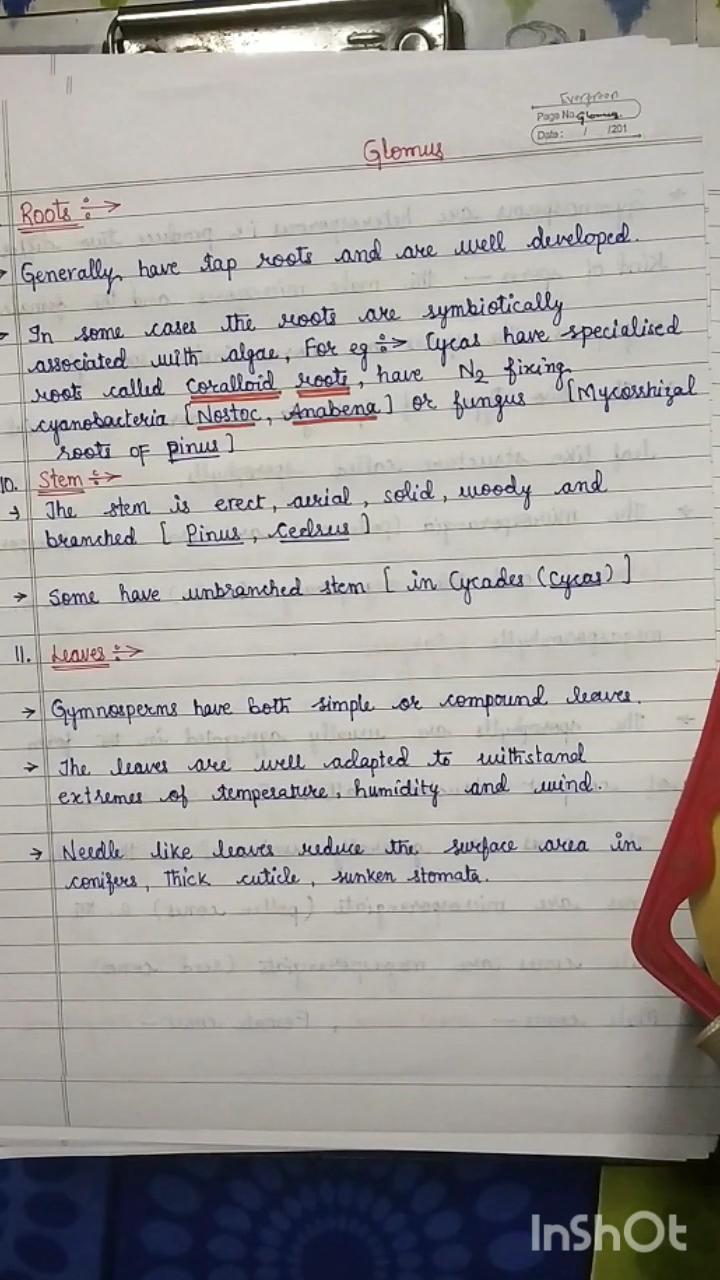 Evergreen
Page No. Glomus.
Date: / /201
Glomus
Roots ÷→
→ Generally, have tap roots and are well developed.
→ In some cases the roots are symbiotically
associated with algae, For eg ÷→ Cycas have specialised
roots called coralloid roots, have N2 fixing
cyanobacteria [Nostoc, Anabena] or fungus [Mycorrhizal
roots of pinus]
10. Stem ÷→
→ The stem is erect, aerial, solid, woody and
branched [Pinus, Cedrus]
→ Some have unbranched stem [in Cycades (Cycas)]
11. Leaves ÷→
→ Gymnosperms have both simple or compound leaves.
→ The leaves are well adapted to withstand
extremes of temperature, humidity and wind.
→ Needle like leaves reduce the surface area in
conifers, thick cuticle, sunken stomata.
InShOt